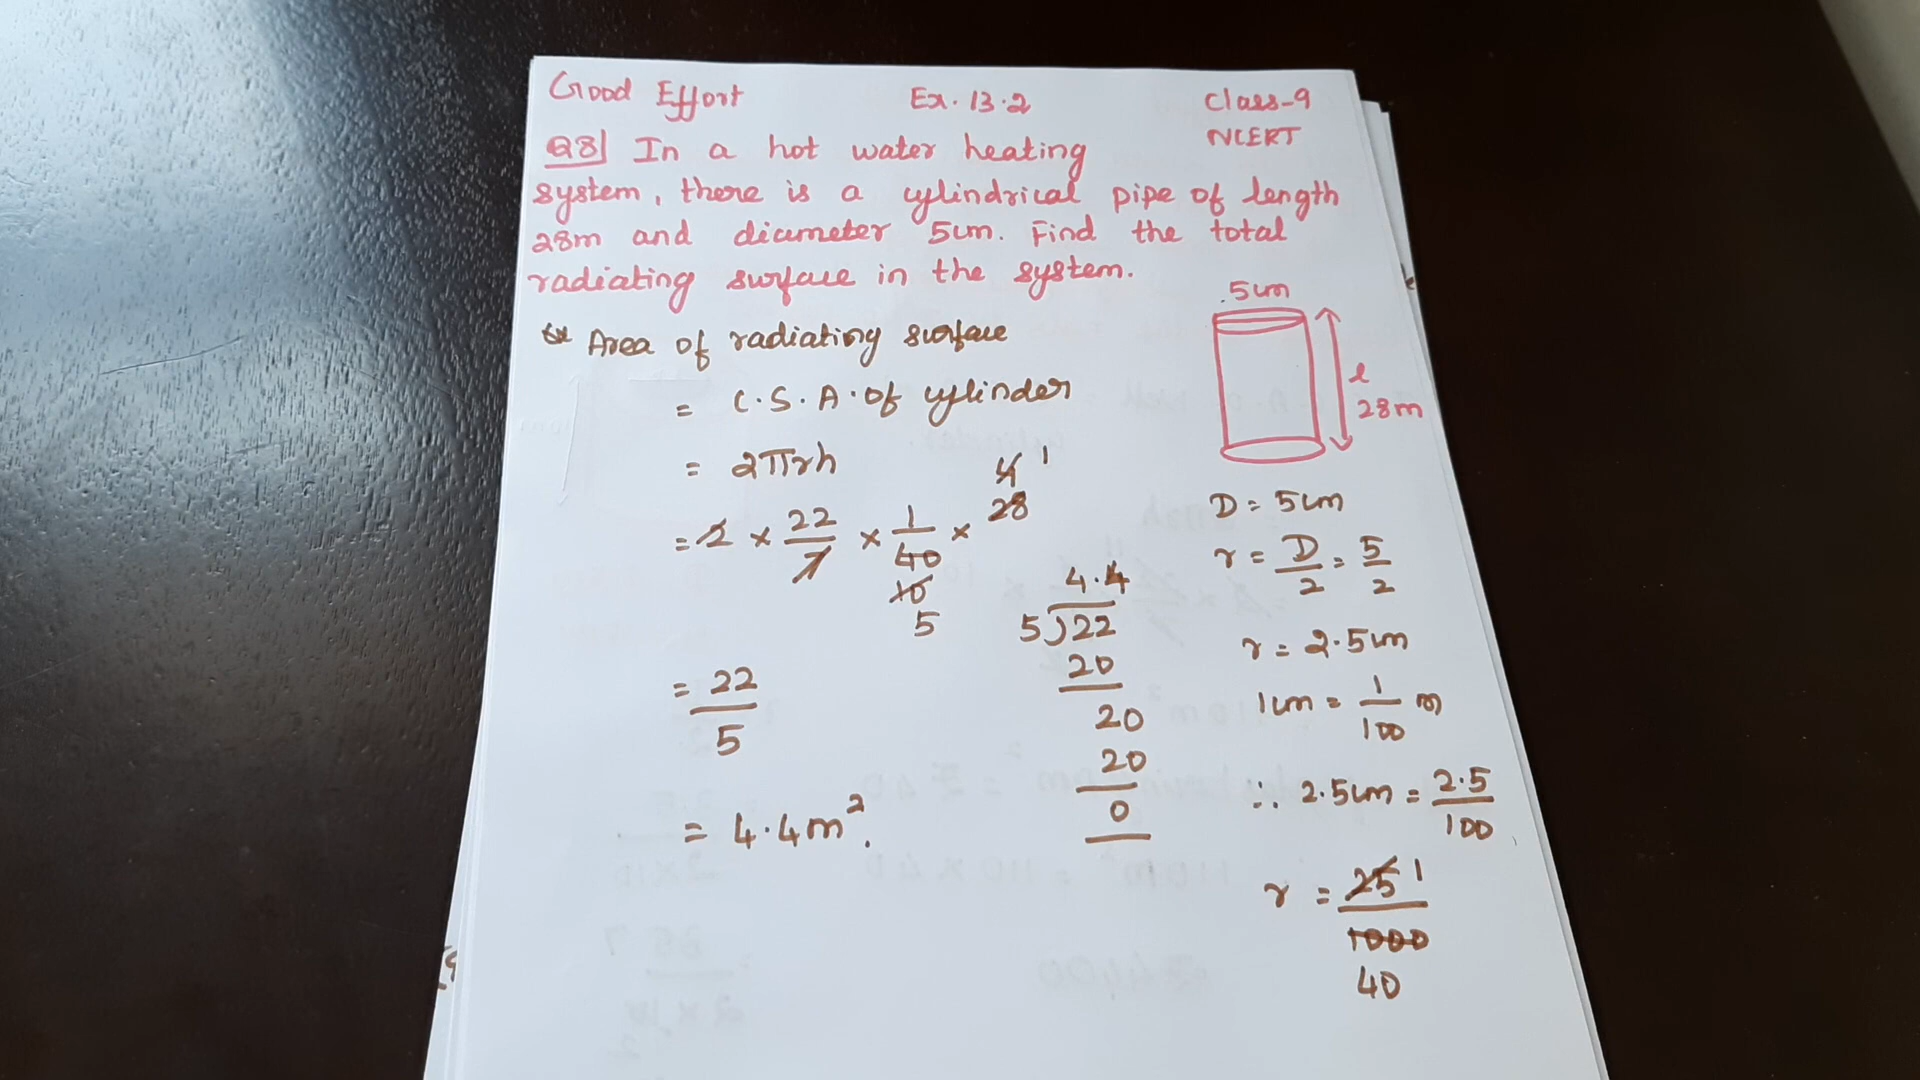 Good Effort Ex. 13.2 Class-9
NCERT
Q8| In a hot water heating
system, there is a cylindrical pipe of length
28m and diameter 5cm. Find the total
radiating surface in the system.
5cm
l
28m
Area of radiating surface
= C.S.A. of cylinder
= 2πrh
4 1
= 2 × 22/7 × 1/40 × 28
10
5
= 22/5
= 4.4m².
4.4
5)22
20
20
20
0
D = 5cm
r = D/2 = 5/2
r = 2.5cm
1cm = 1/100 m
∴ 2.5cm = 2.5/100
r = 25 1/1000
40